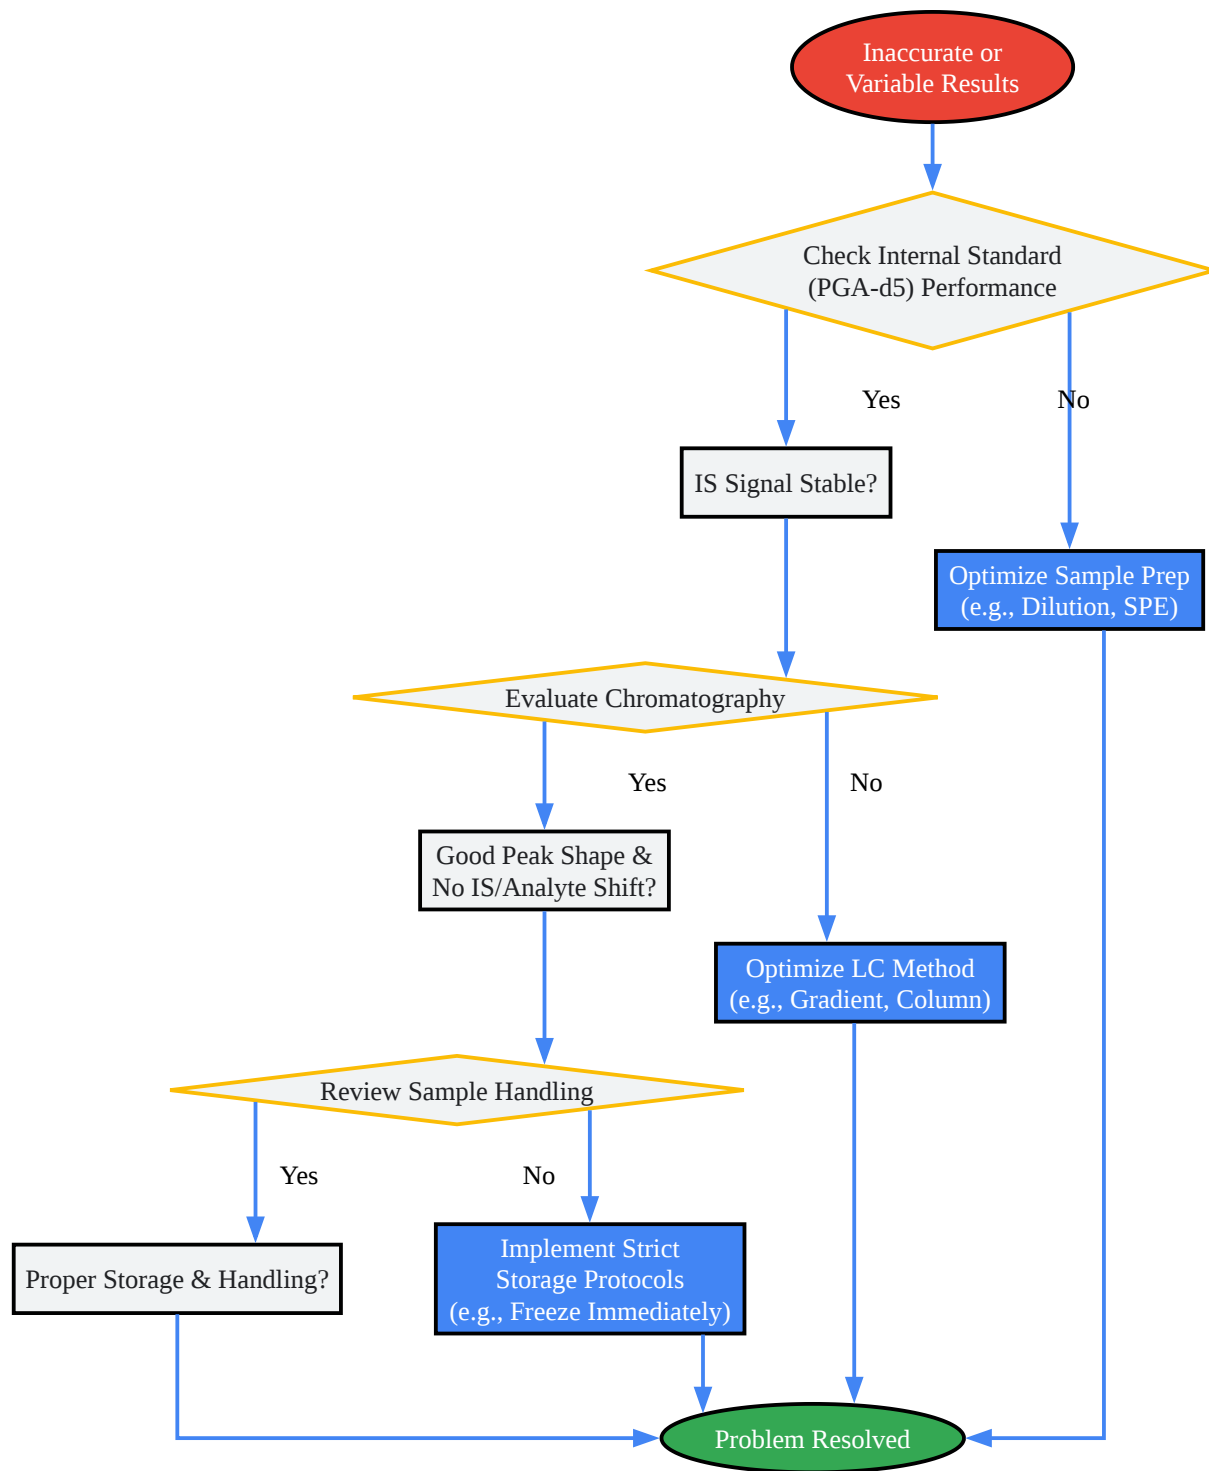 Inaccurate or
Variable Results
Check Internal Standard
(PGA-d5) Performance
Yes
No
IS Signal Stable?
Optimize Sample Prep
(e.g., Dilution, SPE)
Evaluate Chromatography
Yes
No
Good Peak Shape &
No IS/Analyte Shift?
Optimize LC Method
(e.g., Gradient, Column)
Review Sample Handling
Yes
No
Proper Storage & Handling?
Implement Strict
Storage Protocols
(e.g., Freeze Immediately)
Problem Resolved